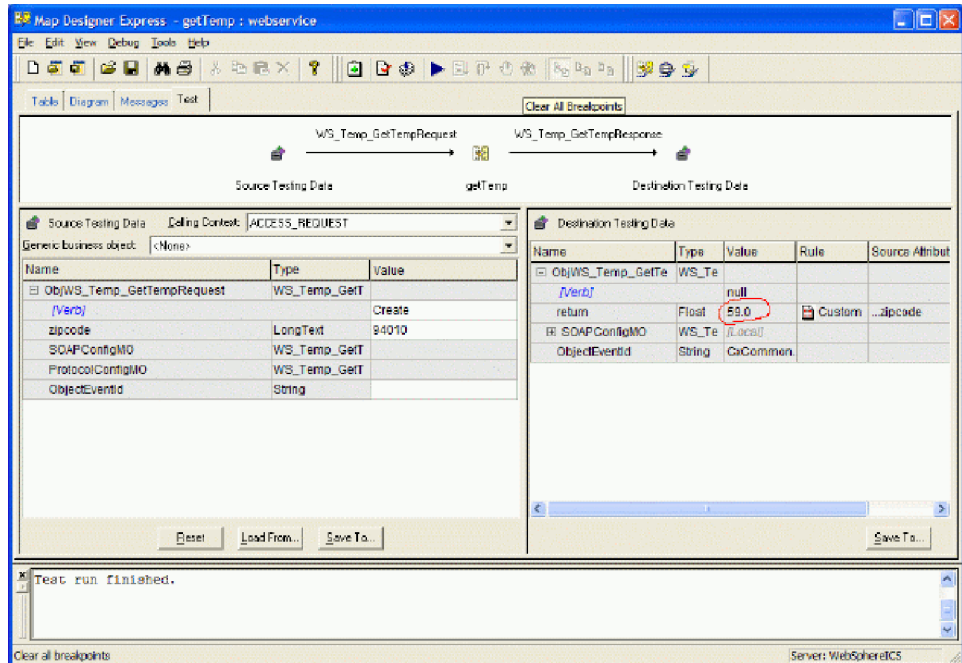 Map Designer Express - getTemp : webservice
File Edit View Debug Tools Help
Table Diagram Messages Test
Clear All Breakpoints
WS_Temp_GetTempRequest WS_Temp_GetTempResponse
Source Testing Data getTemp Destination Testing Data
Source Testing Data Calling Context: ACCESS_REQUEST
Generic business object: <None>
Name Type Value
ObjWS_Temp_GetTempRequest WS_Temp_GetT
[Verb] Create
zipcode LongText 94010
SOAPConfigMO WS_Temp_GetT
ProtocolConfigMO WS_Temp_GetT
ObjectEventId String
Reset Load From... Save To...
Destination Testing Data
Name Type Value Rule Source Attribut
ObjWS_Temp_GetTe WS_Te
[Verb] null
return Float 59.0 Custom ...zipcode
SOAPConfigMO WS_Te [Local]
ObjectEventId String CxCommon.
Save To...
Test run finished.
Clear all breakpoints Server: WebSphereICS